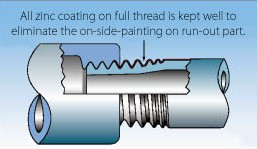 All zinc coating on full thread is kept well to
eliminate the on-side-painting on run-out part.